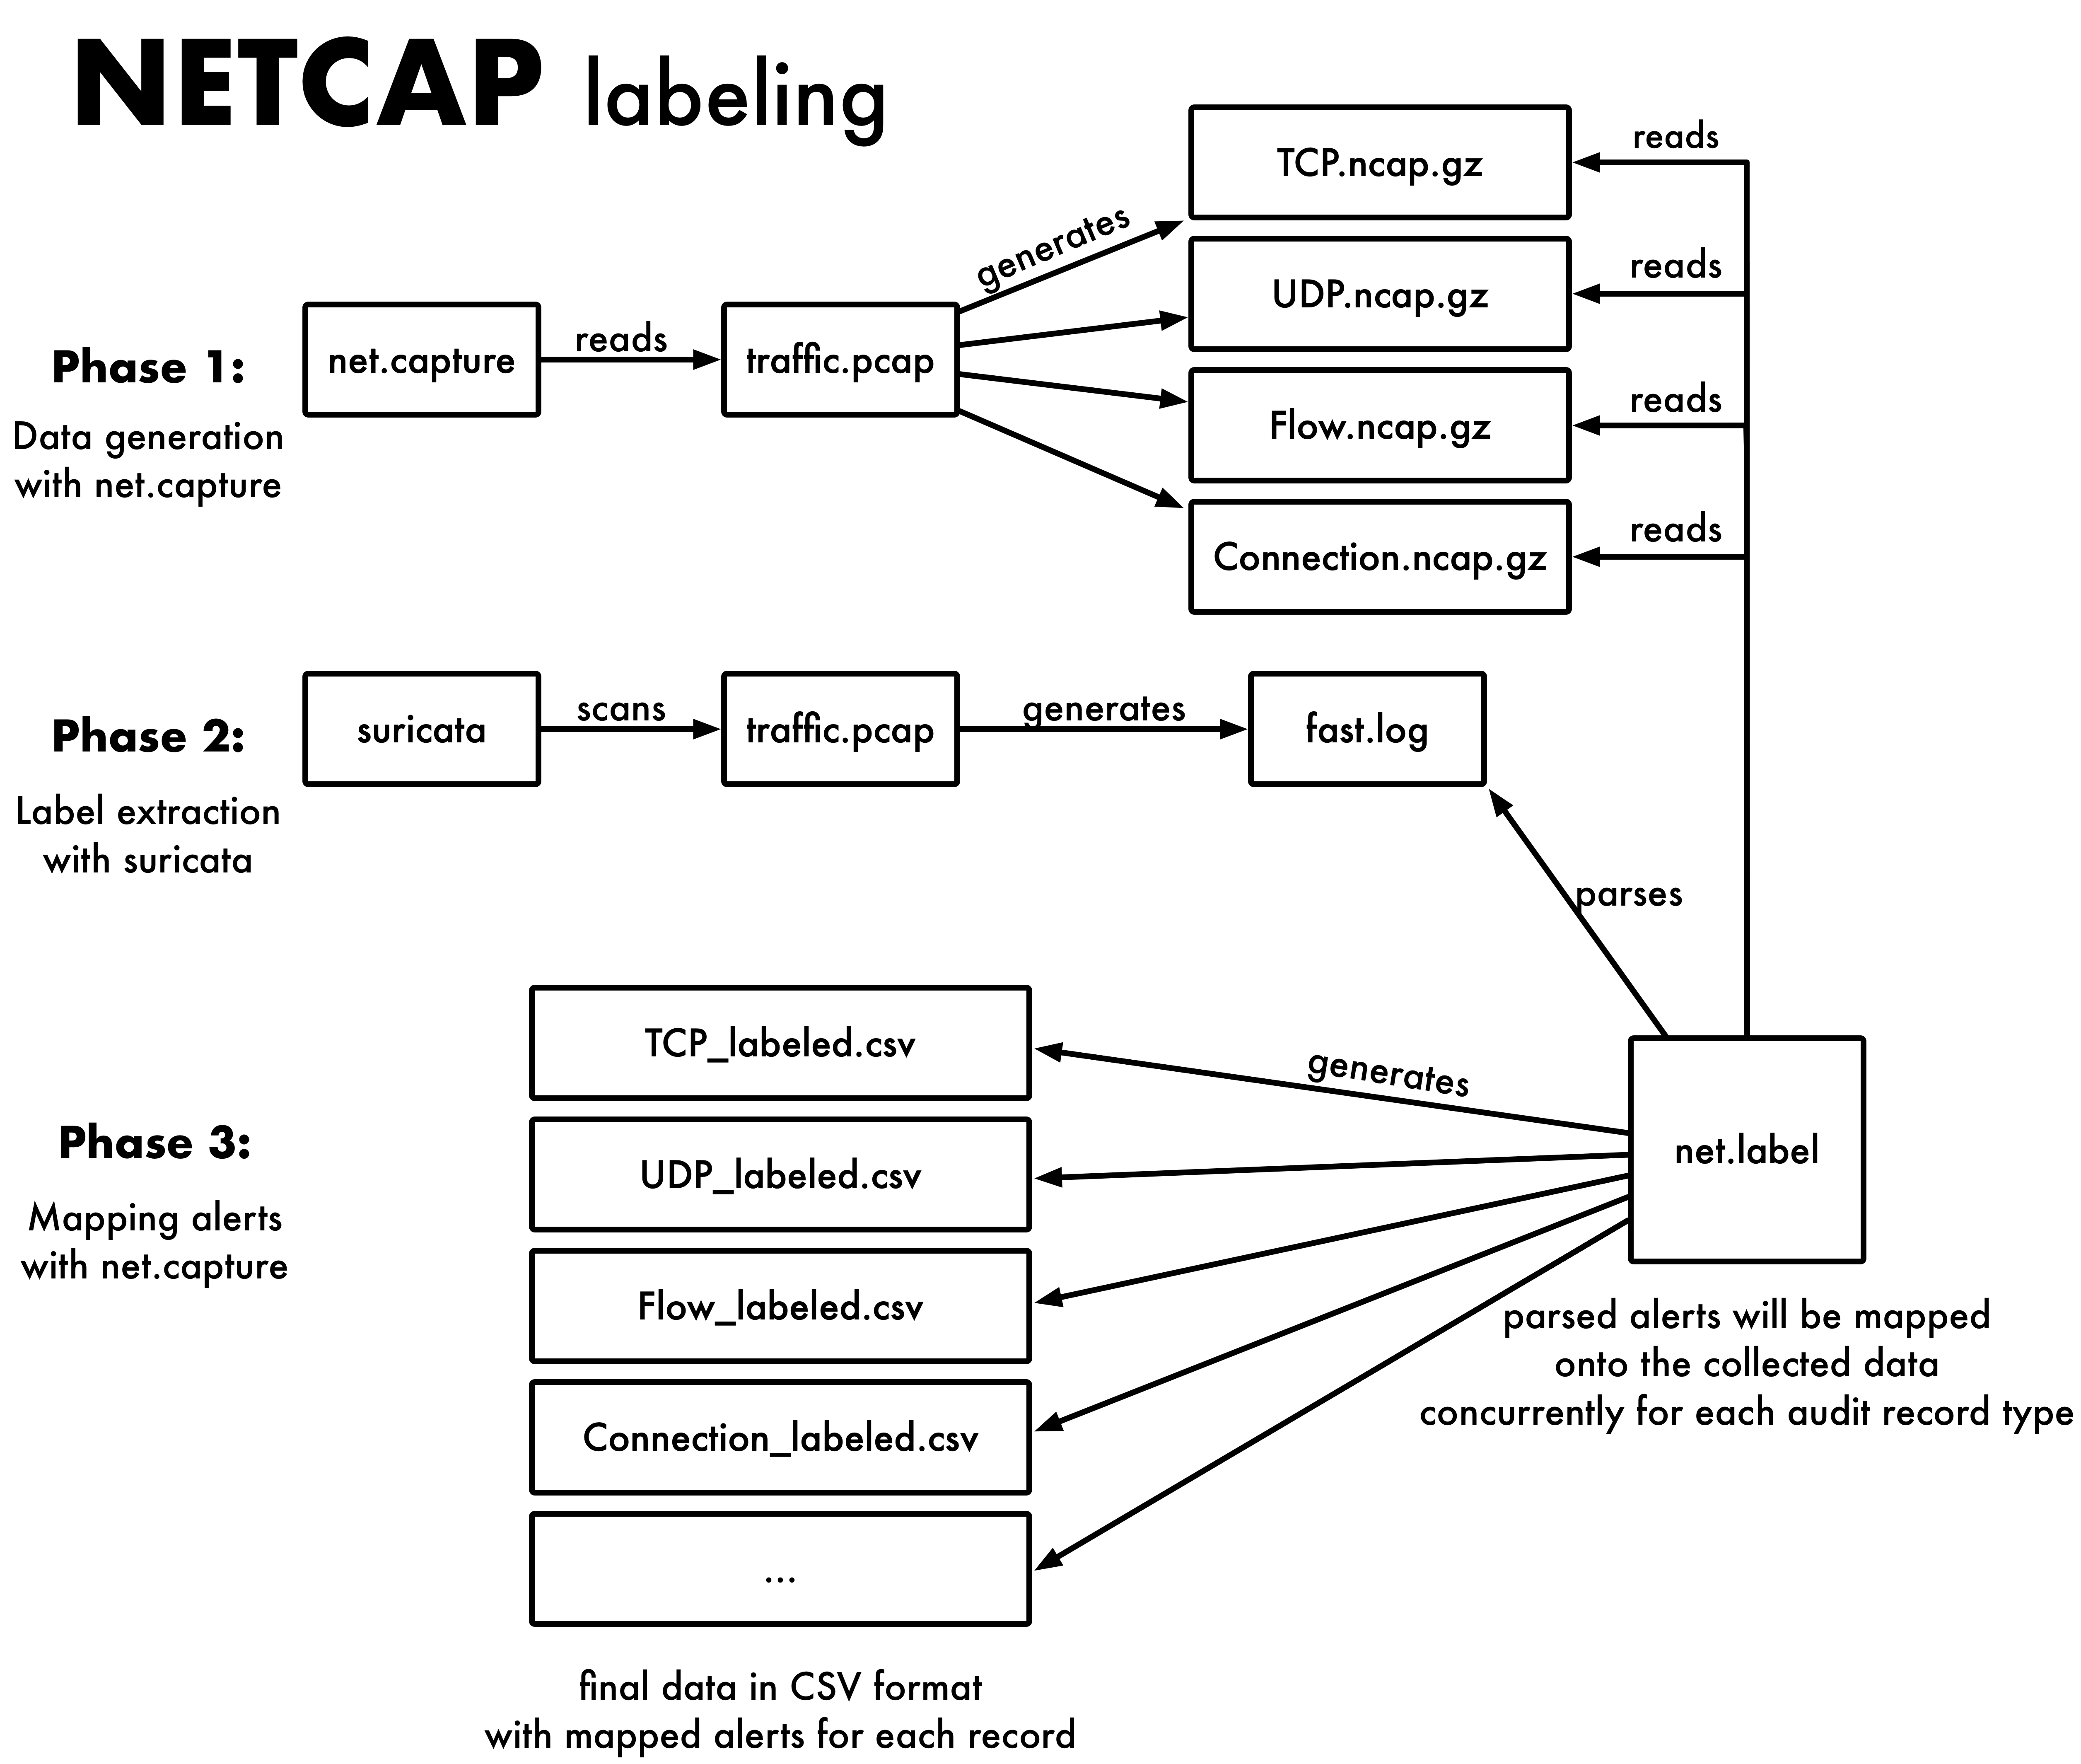 NETCAP labeling
TCP.ncap.gz
reads
generates
UDP.ncap.gz
reads
Phase 1:
Data generation
with net.capture
net.capture
reads
traffic.pcap
Flow.ncap.gz
reads
Connection.ncap.gz
reads
Phase 2:
Label extraction
with suricata
suricata
scans
traffic.pcap
generates
fast.log
parses
Phase 3:
Mapping alerts
with net.capture
TCP_labeled.csv
generates
UDP_labeled.csv
net.label
Flow_labeled.csv
Connection_labeled.csv
...
parsed alerts will be mapped
onto the collected data
concurrently for each audit record type
final data in CSV format
with mapped alerts for each record